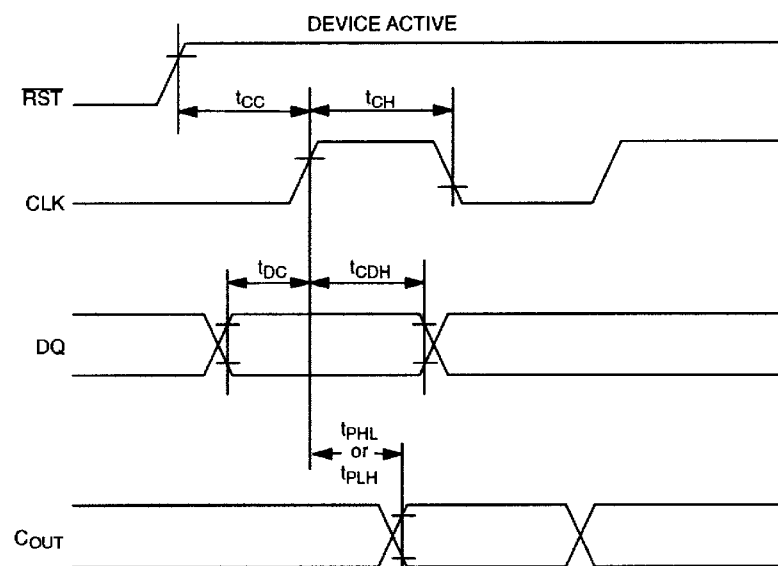 DEVICE ACTIVE
RST
tCC
tCH
CLK
tDC
tCDH
DQ
tPHL
or
tPLH
COUT